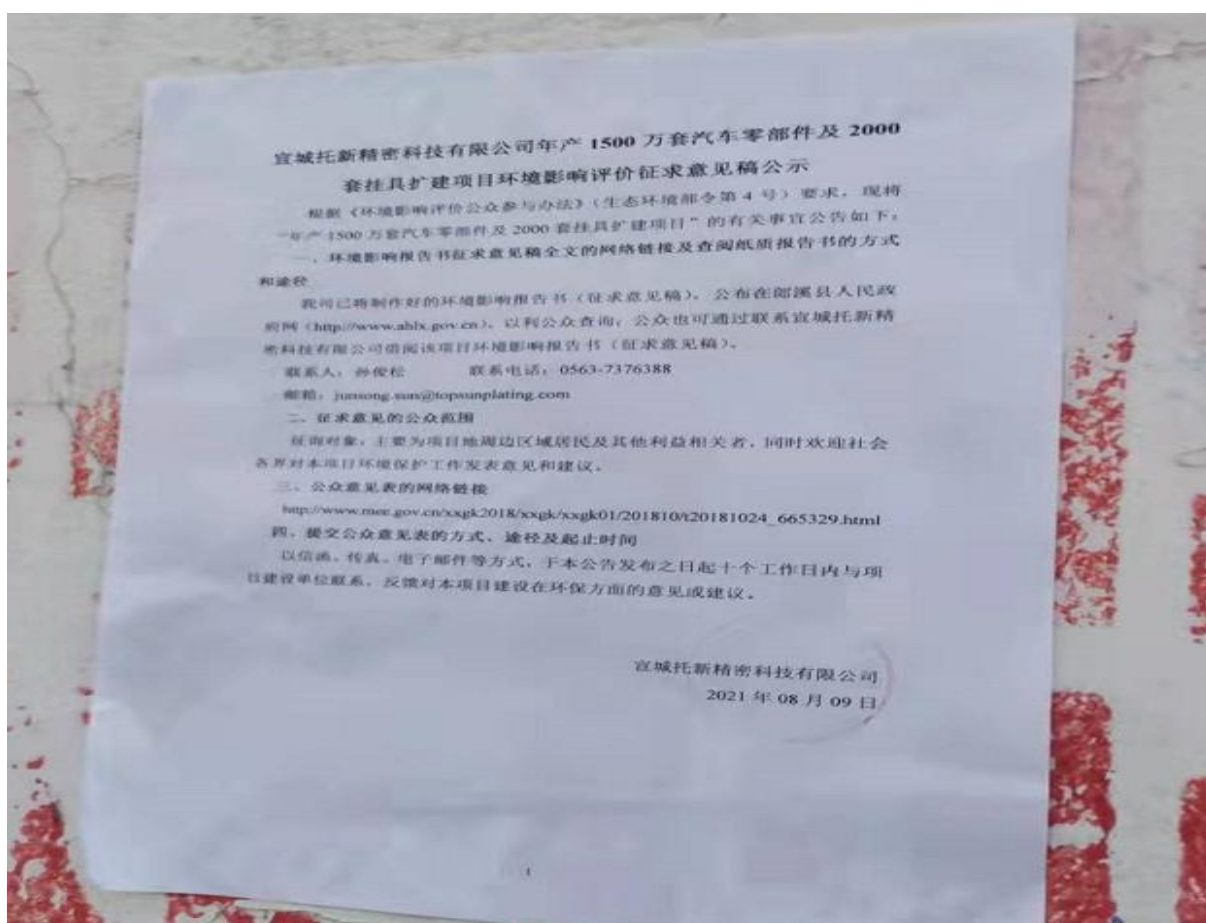 宣城托新精密科技有限公司年产 1500 万套汽车零部件及 2000
套挂具扩建项目环境影响评价征求意见稿公示
根据《环境影响评价公众参与办法》（生态环境部令第 4 号）要求，现将
“年产 1500 万套汽车零部件及 2000 套挂具扩建项目”的有关事宜公告如下：
一、环境影响报告书征求意见稿全文的网络链接及查阅纸质报告书的方式
和途径
我司已将制作好的环境影响报告书（征求意见稿），公布在郎溪县人民政
府网（http://www.ahlx.gov.cn），以利公众查询；公众也可通过联系宣城托新精
密科技有限公司借阅该项目环境影响报告书（征求意见稿）。
联系人：孙俊松 联系电话：0563-7376388
邮箱：junsong.sun@topsunplating.com
二、征求意见的公众范围
征询对象：主要为项目地周边区域居民及其他利益相关者，同时欢迎社会
各界对本项目环境保护工作发表意见和建议。
三、公众意见表的网络链接
http://www.mee.gov.cn/xxgk2018/xxgk/xxgk01/201810/t20181024_665329.html
四、提交公众意见表的方式、途径及起止时间
以信函、传真、电子邮件等方式，于本公告发布之日起十个工作日内与项
目建设单位联系，反馈对本项目建设在环保方面的意见或建议。
宣城托新精密科技有限公司
2021 年 08 月 09 日
1